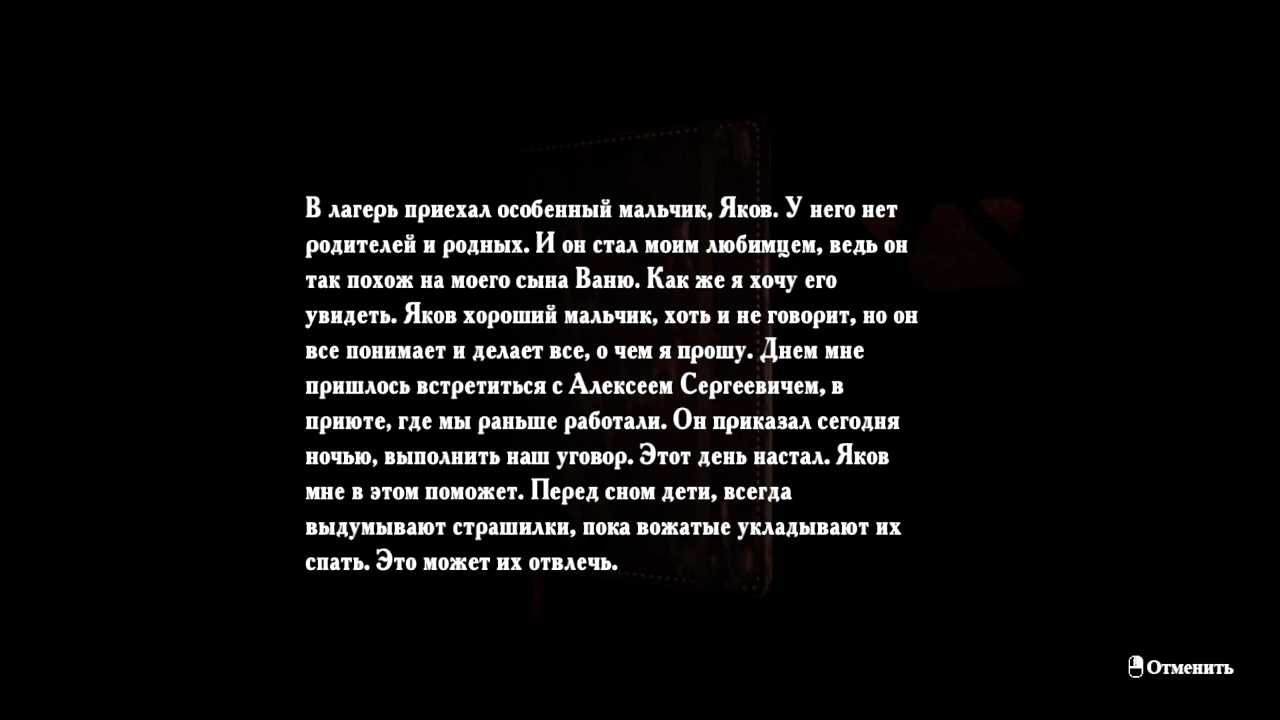 В лагерь приехал особенный мальчик, Яков. У него нет
родителей и родных. И он стал моим любимцем, ведь он
так похож на моего сына Ваню. Как же я хочу его
увидеть. Яков хороший мальчик, хоть и не говорит, но он
все понимает и делает все, о чем я прошу. Днем мне
пришлось встретиться с Алексеем Сергеевичем, в
приюте, где мы раньше работали. Он приказал сегодня
ночью, выполнить наш уговор. Этот день настал. Яков
мне в этом поможет. Перед сном дети, всегда
выдумывают страшилки, пока вожатые укладывают их
спать. Это может их отвлечь.
Отменить